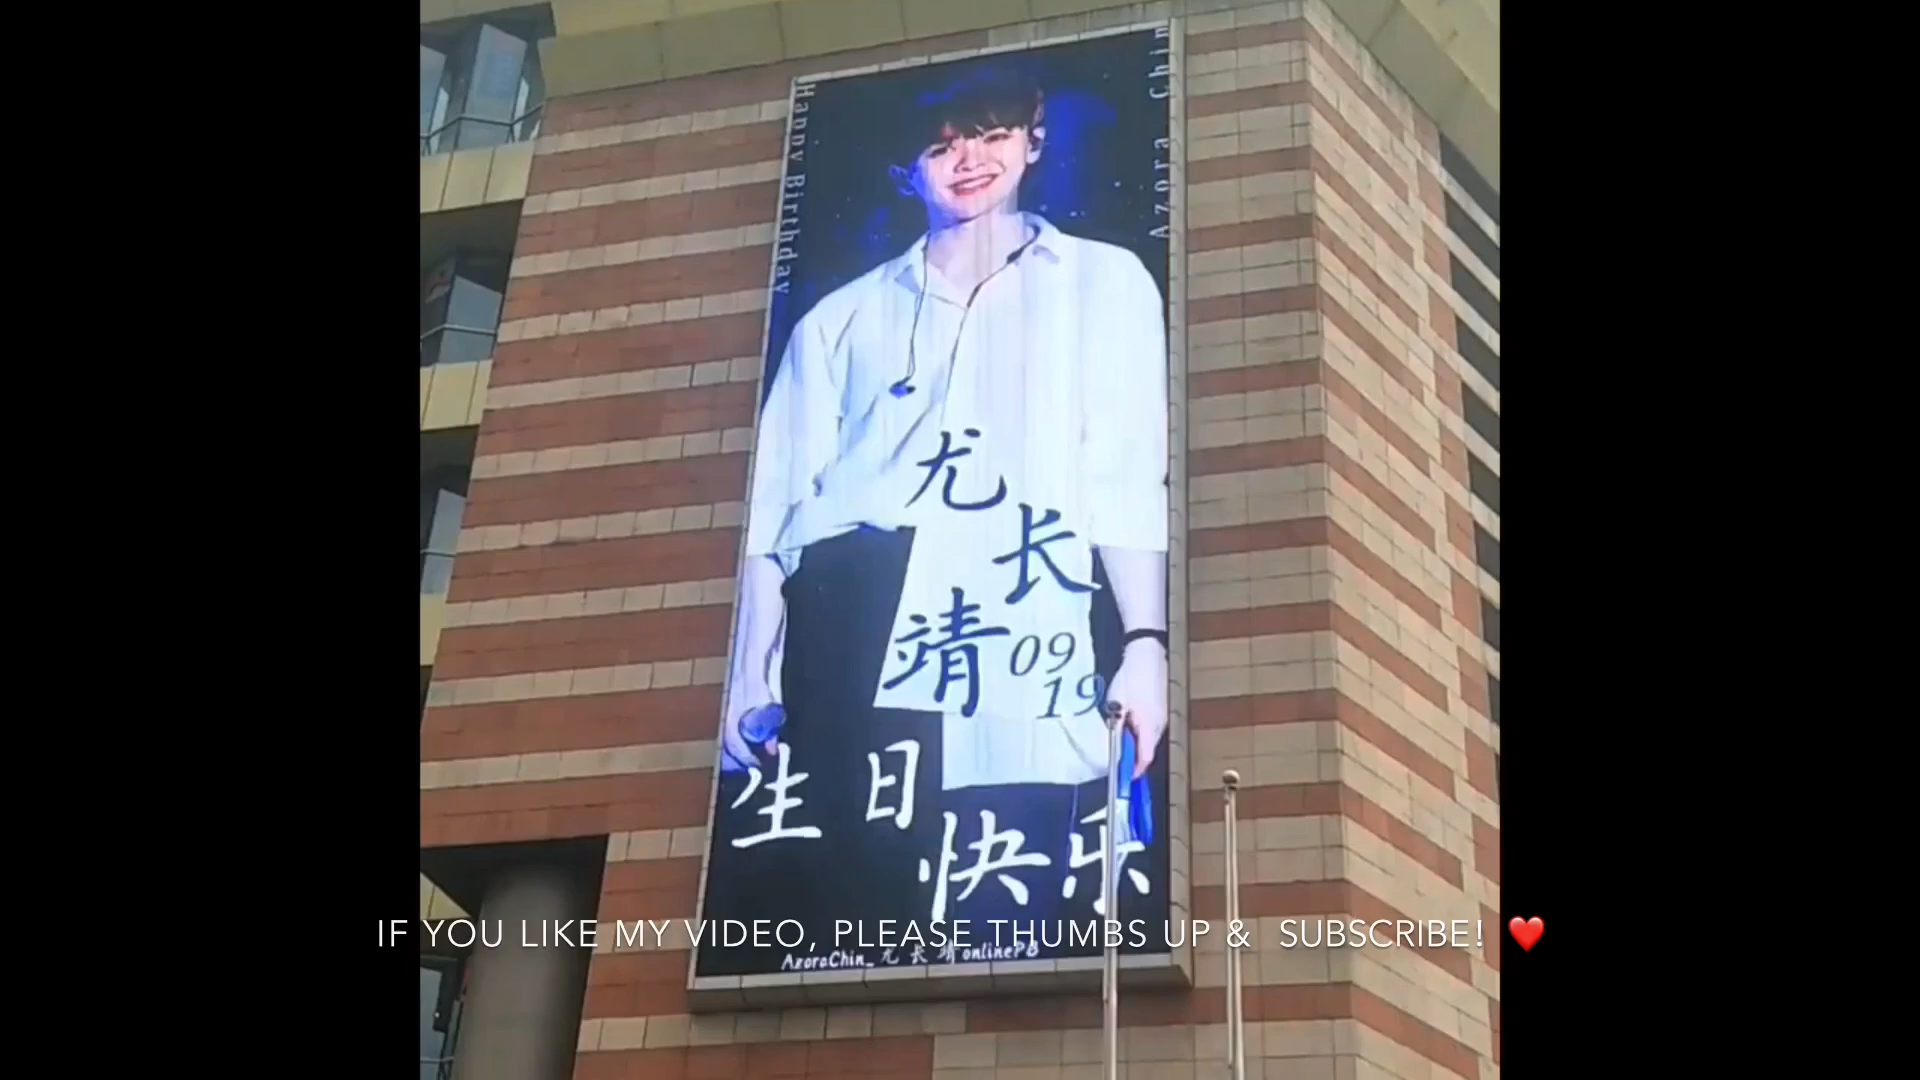 Happy Birthday
Azora Chin
尤长靖
09
19
生日
快乐
IF YOU LIKE MY VIDEO, PLEASE THUMBS UP & SUBSCRIBE! ❤️
AzoraChin_尤长靖onlinePB